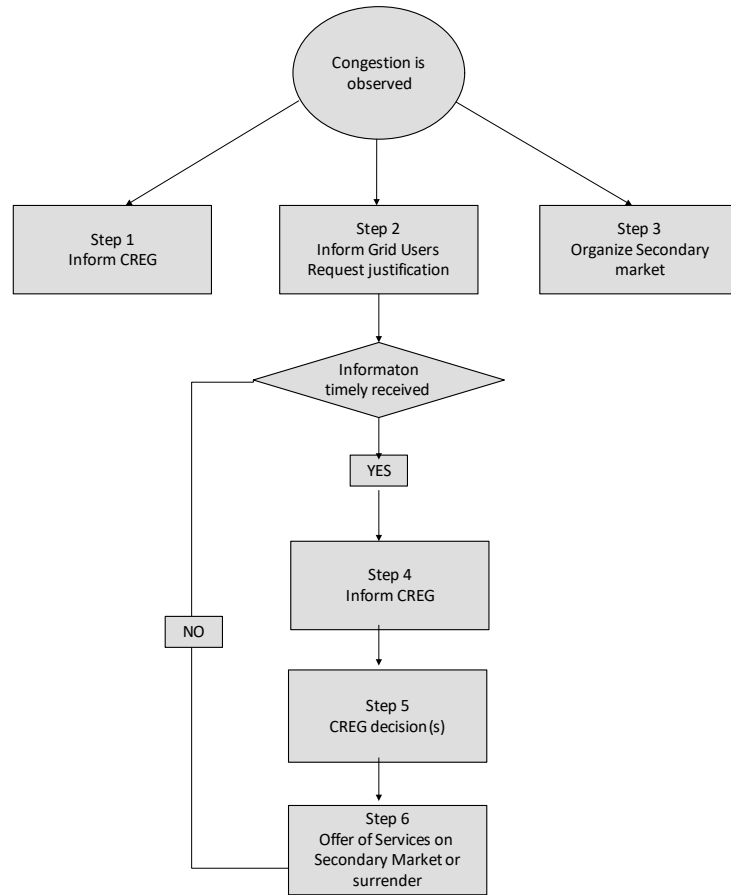 Congestion is
observed
Step 1
Inform CREG
Step 2
Inform Grid Users
Request justification
Step 3
Organize Secondary
market
Informaton
timely received
YES
Step 4
Inform CREG
NO
Step 5
CREG decision(s)
Step 6
Offer of Services on
Secondary Market or
surrender